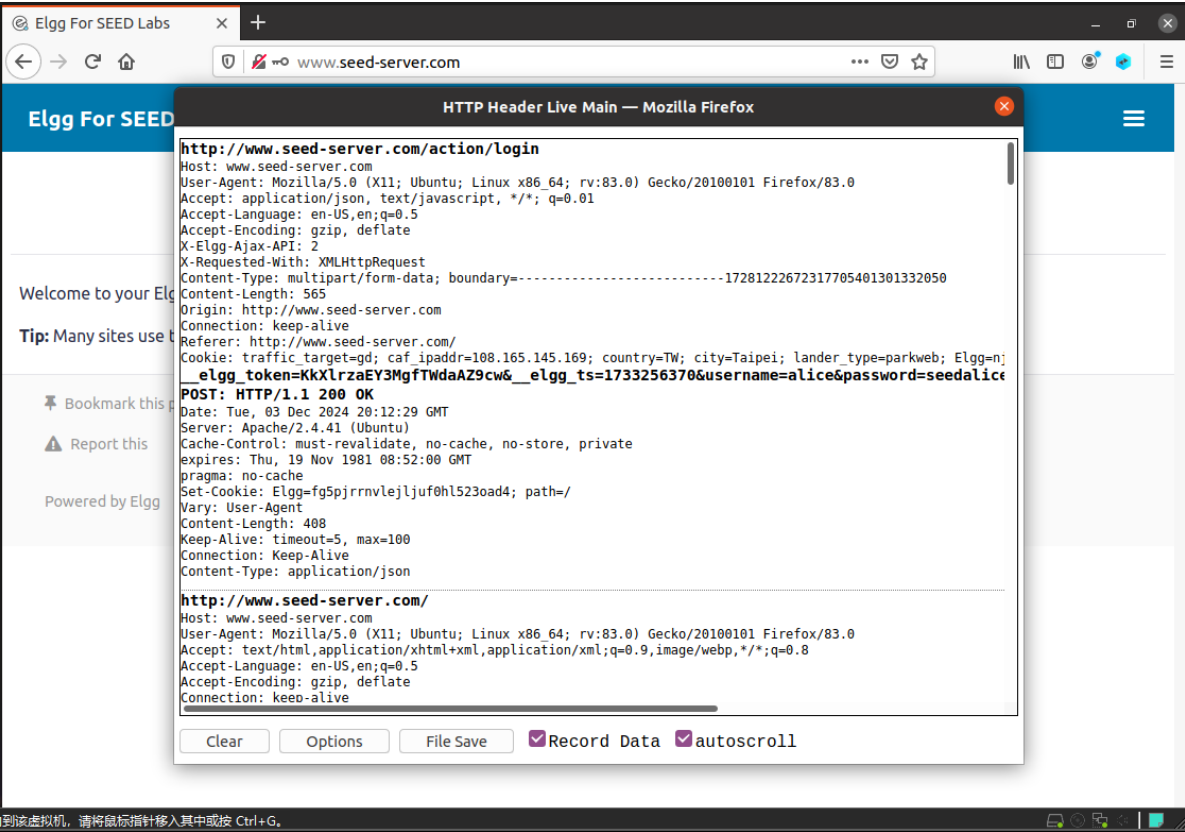 Elgg For SEED Labs
www.seed-server.com
Elgg For SEED
HTTP Header Live Main — Mozilla Firefox
http://www.seed-server.com/action/login
Host: www.seed-server.com
User-Agent: Mozilla/5.0 (X11; Ubuntu; Linux x86_64; rv:83.0) Gecko/20100101 Firefox/83.0
Accept: application/json, text/javascript, */*; q=0.01
Accept-Language: en-US,en;q=0.5
Accept-Encoding: gzip, deflate
X-Elgg-Ajax-API: 2
X-Requested-With: XMLHttpRequest
Content-Type: multipart/form-data; boundary=---------------------------17281222672317705401301332050
Content-Length: 565
Origin: http://www.seed-server.com
Connection: keep-alive
Referer: http://www.seed-server.com/
Cookie: traffic_target=gd; caf_ipaddr=108.165.145.169; country=TW; city=Taipei; lander_type=parkweb; Elgg=nj
__elgg_token=KkXlrzaEY3MgfTWdaAZ9cw&__elgg_ts=1733256370&username=alice&password=seedalice
POST: HTTP/1.1 200 OK
Date: Tue, 03 Dec 2024 20:12:29 GMT
Server: Apache/2.4.41 (Ubuntu)
Cache-Control: must-revalidate, no-cache, no-store, private
expires: Thu, 19 Nov 1981 08:52:00 GMT
pragma: no-cache
Set-Cookie: Elgg=fg5pjrrnvlejljuf0hl523oad4; path=/
Vary: User-Agent
Content-Length: 408
Keep-Alive: timeout=5, max=100
Connection: Keep-Alive
Content-Type: application/json
http://www.seed-server.com/
Host: www.seed-server.com
User-Agent: Mozilla/5.0 (X11; Ubuntu; Linux x86_64; rv:83.0) Gecko/20100101 Firefox/83.0
Accept: text/html,application/xhtml+xml,application/xml;q=0.9,image/webp,*/*;q=0.8
Accept-Language: en-US,en;q=0.5
Accept-Encoding: gzip, deflate
Connection: keep-alive
Clear
Options
File Save
Record Data
autoscroll
Welcome to your Elg
Tip: Many sites use t
Bookmark this p
Report this
Powered by Elgg
到该虚拟机，请将鼠标指针移入其中或按 Ctrl+G。